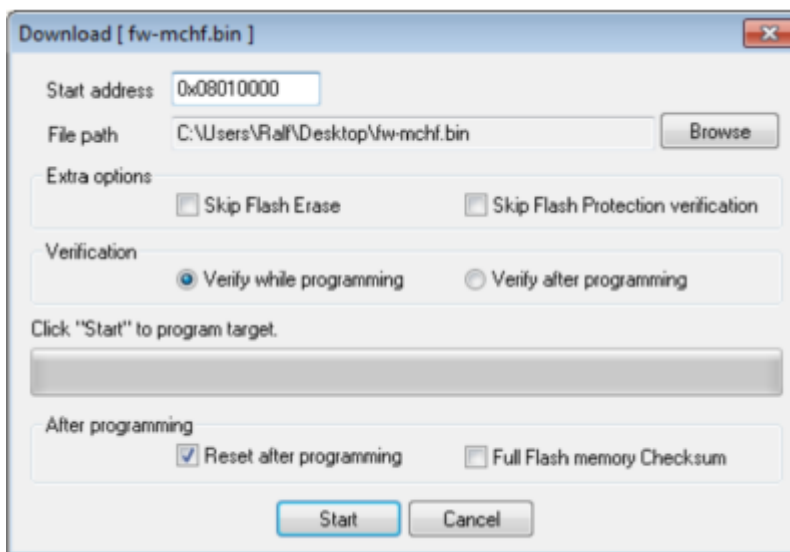 Download [ fw-mchf.bin ]
Start address 0x08010000
File path C:\Users\Ralf\Desktop\fw-mchf.bin Browse
Extra options
Skip Flash Erase Skip Flash Protection verification
Verification
Verify while programming Verify after programming
Click "Start" to program target.
After programming
Reset after programming Full Flash memory Checksum
Start Cancel